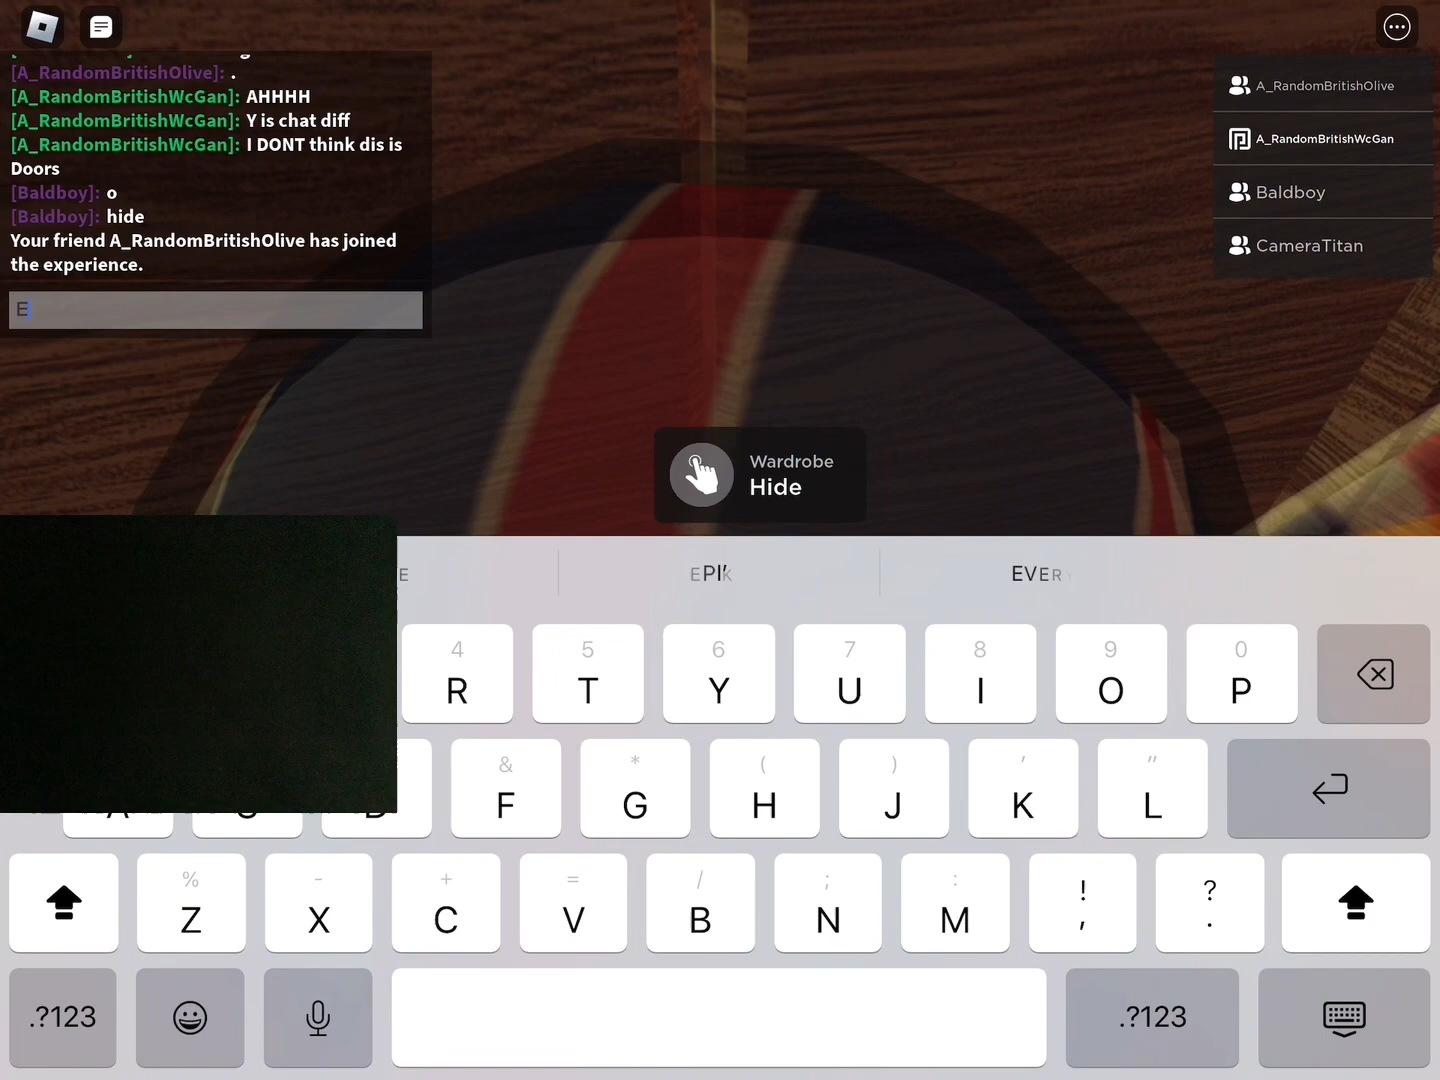 [A_RandomBritishOlive]: .
[A_RandomBritishWcGan]: AHHHH
[A_RandomBritishWcGan]: Y is chat diff
[A_RandomBritishWcGan]: I DONT think dis is
Doors
[Baldboy]: o
[Baldboy]: hide
Your friend A_RandomBritishOlive has joined
the experience.
E
A_RandomBritishOlive
A_RandomBritishWcGan
Baldboy
CameraTitan
Wardrobe
Hide
E
EVERY
4 5 6 7 8 9 0
R T Y U I O P
& * ( ) ' "
F G H J K L
% - + = / ; : ! ?
Z X C V B N M , .
.?123 .?123